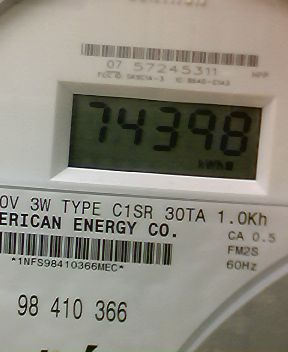 07 57245311
74398
kWhs
0V 3W TYPE C1SR 30TA 1.0Kh
ERICAN ENERGY CO.
CA 0.5
FM2S
60Hz
*1NFS98410366MEC*
98 410 366